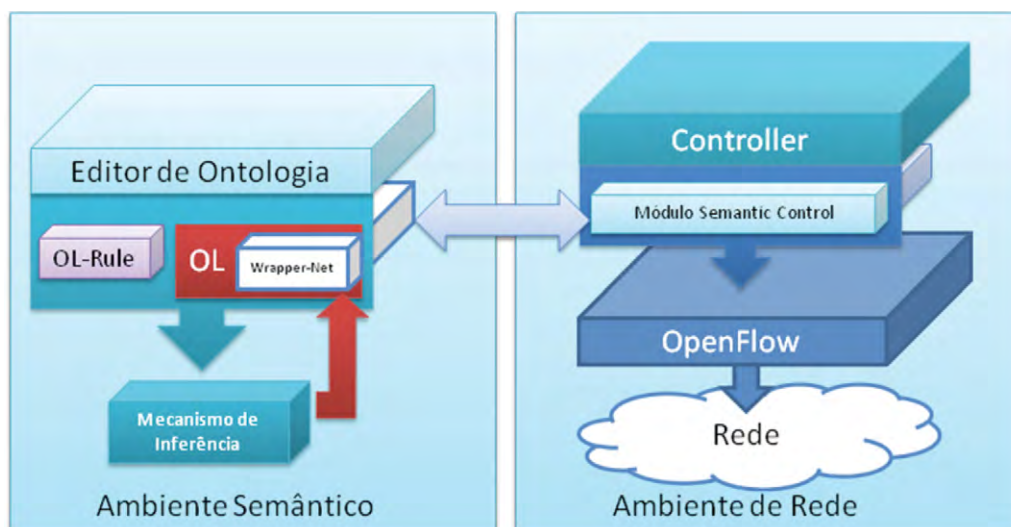 Editor de Ontologia
OL-Rule
OL
Wrapper-Net
Mecanismo de
Inferência
Ambiente Semântico
Controller
Módulo Semantic Control
OpenFlow
Rede
Ambiente de Rede